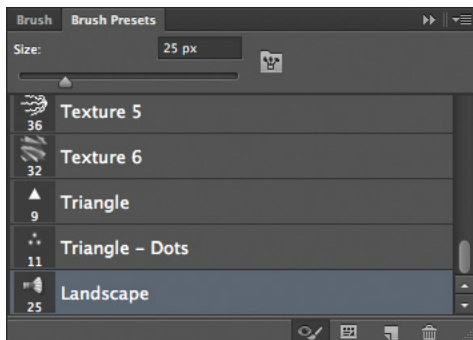 Brush Brush Presets
Size: 25 px
Texture 5
36
Texture 6
32
Triangle
9
Triangle – Dots
11
Landscape
25